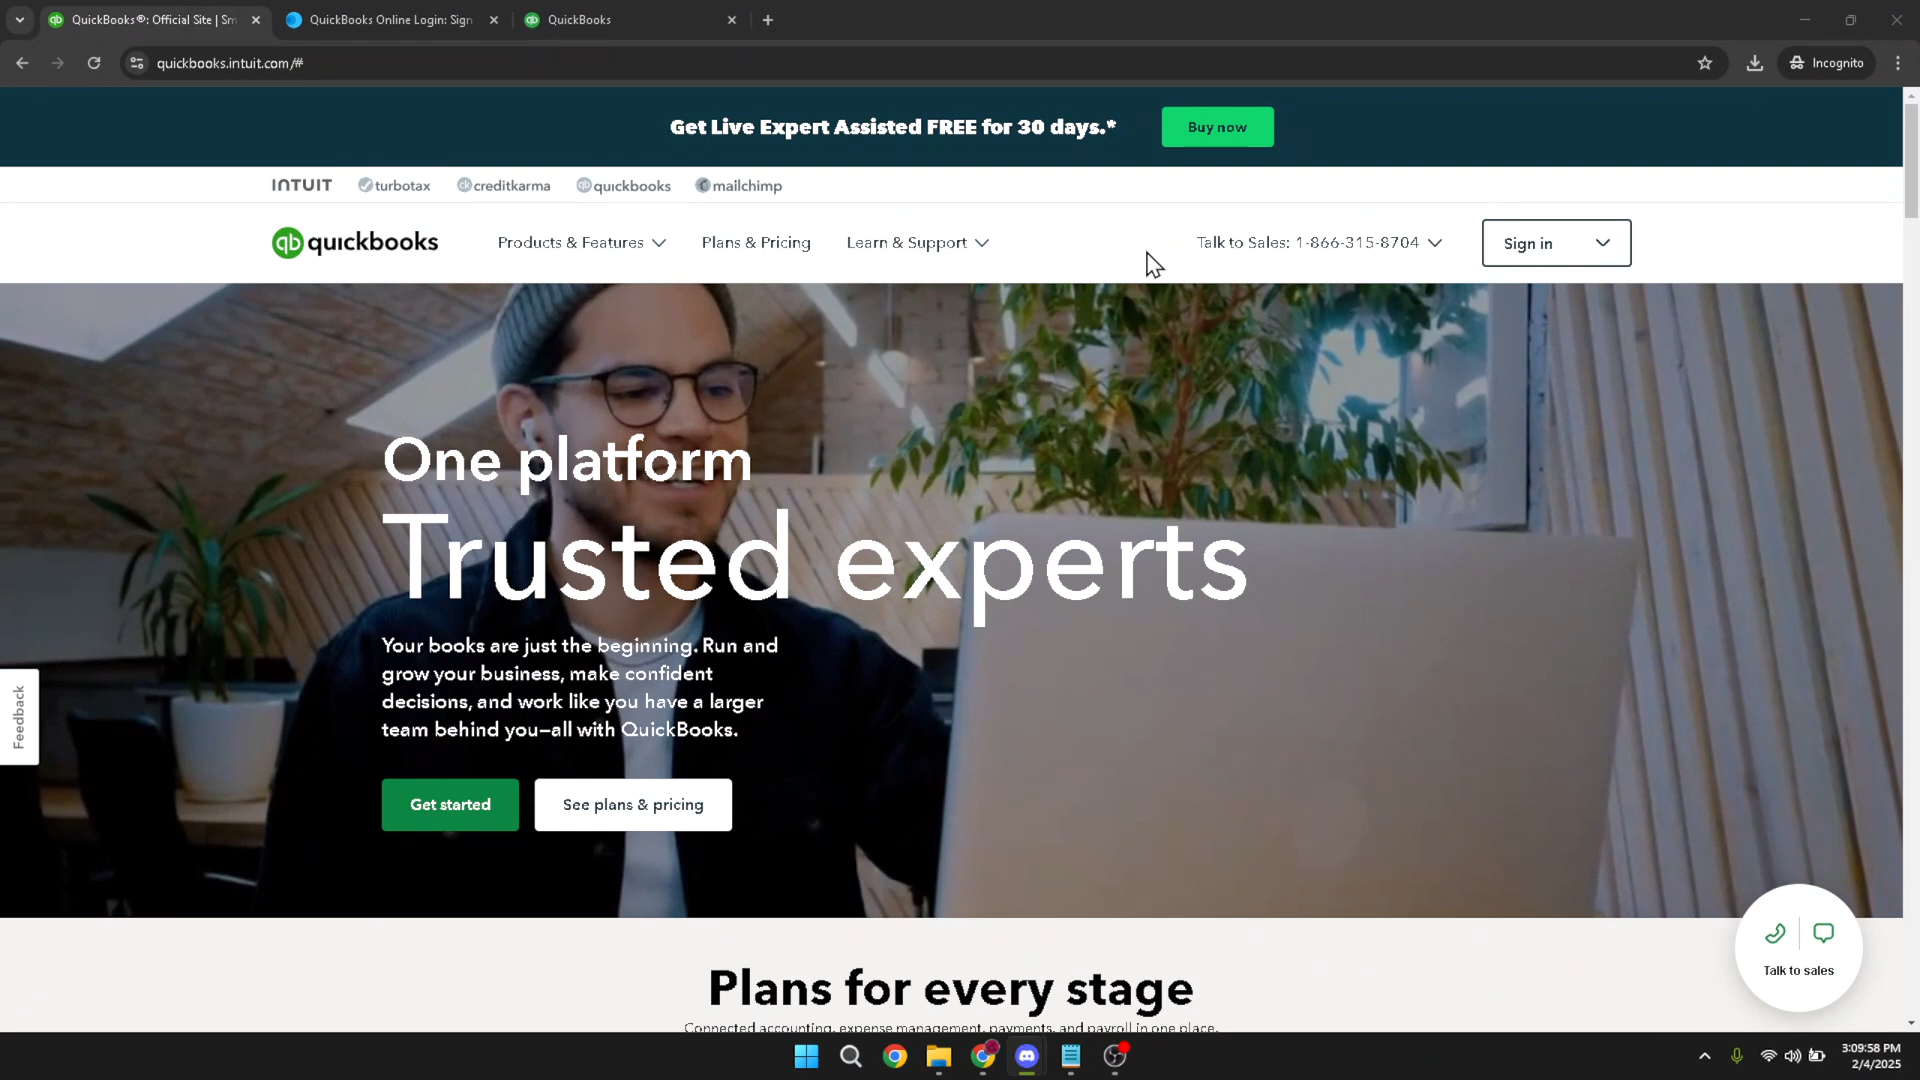 QuickBooks®: Official Site | Sm
QuickBooks Online Login: Sign
QuickBooks
quickbooks.intuit.com/#
Incognito
Get Live Expert Assisted FREE for 30 days.*
Buy now
INTUIT
turbotax
ck creditkarma
qb quickbooks
mailchimp
qb quickbooks
Products & Features
Plans & Pricing
Learn & Support
Talk to Sales: 1-866-315-8704
Sign in
One platform
Trusted experts
Your books are just the beginning. Run and
grow your business, make confident
decisions, and work like you have a larger
team behind you—all with QuickBooks.
Feedback
Get started
See plans & pricing
Talk to sales
Plans for every stage
Connected accounting, expense management, payments, and payroll in one place.
3:09:58 PM
2/4/2025